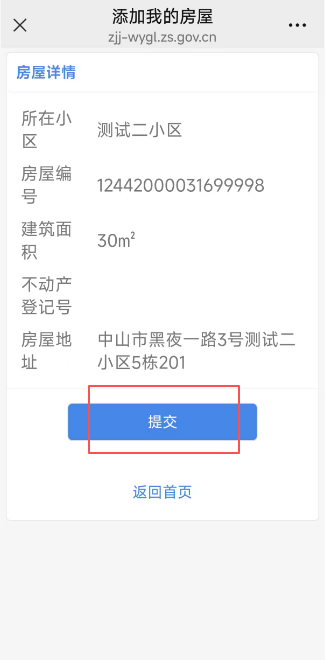 添加我的房屋
zjj-wygl.zs.gov.cn
房屋详情
所在小
区
测试二小区
房屋编
号
12442000031699998
建筑面
积
30㎡
不动产
登记号
房屋地
址
中山市黑夜一路3号测试二
小区5栋201
提交
返回首页